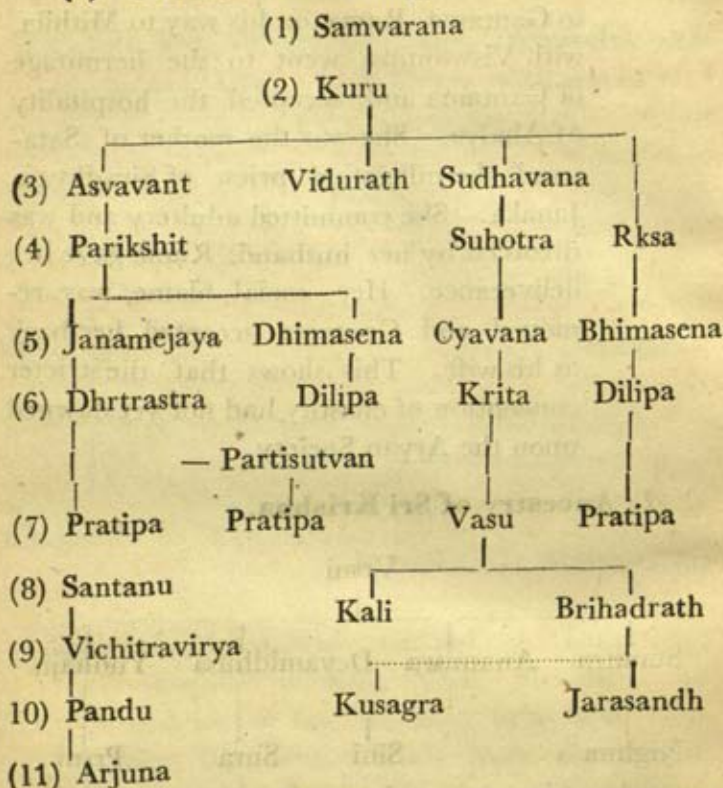 (1) Samvarana
(2) Kuru
(3) Asvavant Vidurath Sudhavana
(4) Parikshit Suhotra Rksa
(5) Janamejaya Dhimasena Cyavana Bhimasena
(6) Dhrtrastra Dilipa Krita Dilipa
— Partisutvan
(7) Pratipa Pratipa Vasu Pratipa
(8) Santanu
Kali Brihadrath
(9) Vichitravirya
Kusagra Jarasandh
10) Pandu
(11) Arjuna